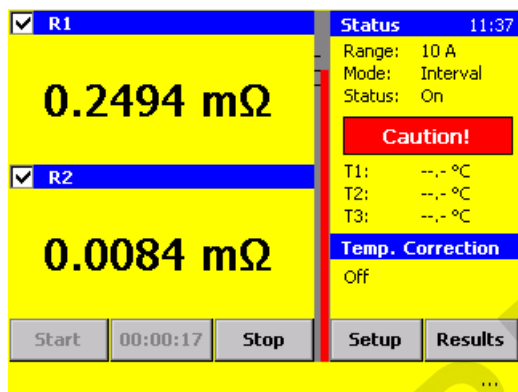 R1
0.2494 mΩ
R2
0.0084 mΩ
Start 00:00:17 Stop
Status 11:37
Range: 10 A
Mode: Interval
Status: On
Caution!
T1: --.- °C
T2: --.- °C
T3: --.- °C
Temp. Correction
Off
Setup Results
...